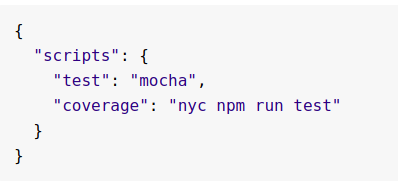 {
  "scripts": {
    "test": "mocha",
    "coverage": "nyc npm run test"
  }
}